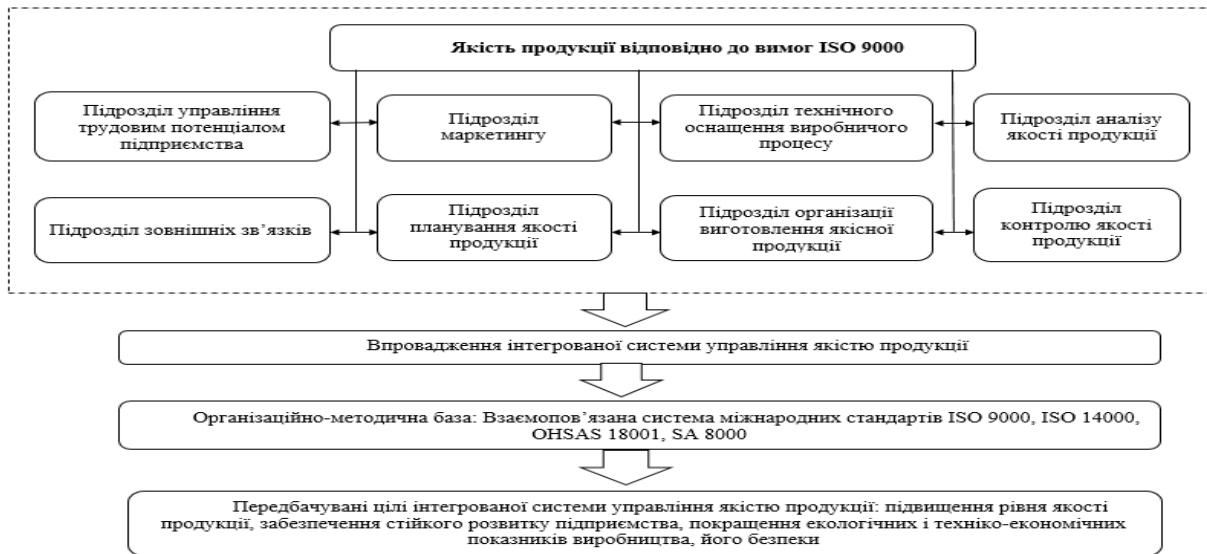 Якість продукції відповідно до вимог ISO 9000
Підрозділ управління
трудовим потенціалом
підприємства
Підрозділ
маркетингу
Підрозділ технічного
оснащення виробничого
процесу
Підрозділ аналізу
якості продукції
Підрозділ зовнішніх зв’язків
Підрозділ
планування якості
продукції
Підрозділ організації
виготовлення якісної
продукції
Підрозділ
контролю якості
продукції
Впровадження інтегрованої системи управління якістю продукції
Організаційно-методична база: Взаємопов’язана система міжнародних стандартів ISO 9000, ISO 14000,
OHSAS 18001, SA 8000
Передбачувані цілі інтегрованої системи управління якістю продукції: підвищення рівня якості
продукції, забезпечення стійкого розвитку підприємства, покращення екологічних і техніко-економічних
показників виробництва, його безпеки